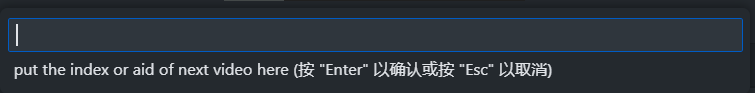 put the index or aid of next video here (按 "Enter" 以确认或按 "Esc" 以取消)